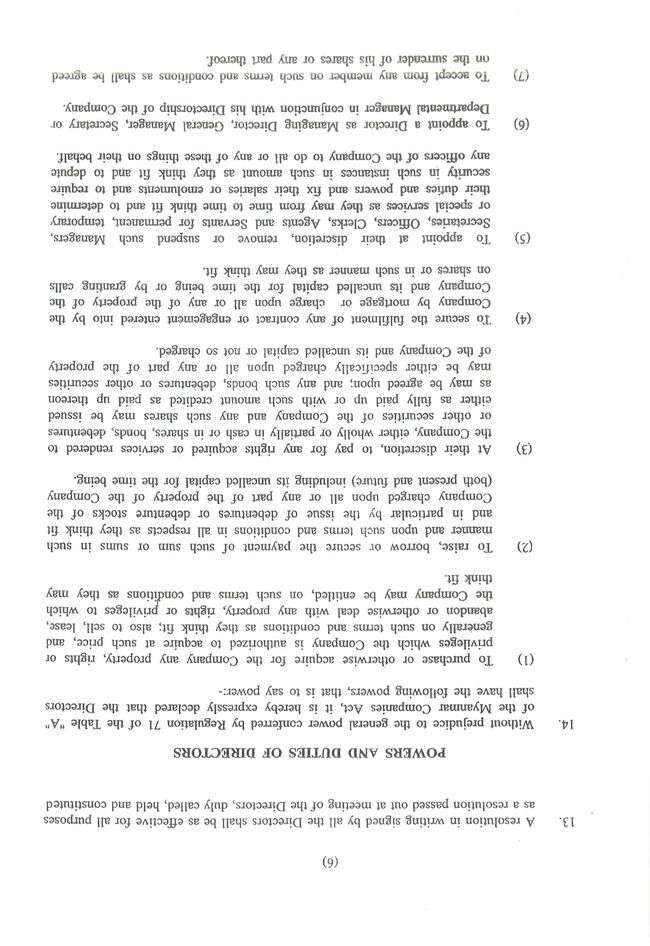 (6)
13. A resolution in writing signed by all the Directors shall be as effective for all purposes
as a resolution passed out at meeting of the Directors, duly called, held and constituted
POWERS AND DUTIES OF DIRECTORS
14. Without prejudice to the general power conferred by Regulation 71 of the Table "A"
of the Myanmar Companies Act, it is hereby expressly declared that the Directors
shall have the following powers, that is to say power:-
(1) To purchase or otherwise acquire for the Company any property, rights or
privileges which the Company is authorized to acquire at such price, and
generally on such terms and conditions as they think fit; also to sell, lease,
abandon or otherwise deal with any property, rights or privileges to which
the Company may be entitled, on such terms and conditions as they may
think fit.
(2) To raise, borrow or secure the payment of such sum or sums in such
manner and upon such terms and conditions in all respects as they think fit
and in particular by the issue of debentures or debenture stocks of the
Company charged upon all or any part of the property of the Company
(both present and future) including its uncalled capital for the time being.
(3) At their discretion, to pay for any rights acquired or services rendered to
the Company, either wholly or partially in cash or in shares, bonds, debentures
or other securities of the Company and any such shares may be issued
either as fully paid up or with such amount credited as paid up thereon
as may be agreed upon; and any such bonds, debentures or other securities
may be either specifically charged upon all or any part of the property
of the Company and its uncalled capital or not so charged.
(4) To secure the fulfilment of any contract or engagement entered into by the
Company by mortgage or charge upon all or any of the property of the
Company and its uncalled capital for the time being or by granting calls
on shares or in such manner as they may think fit.
(5) To appoint at their discretion, remove or suspend such Managers,
Secretaries, Officers, Clerks, Agents and Servants for permanent, temporary
or special services as they may from time to time think fit and to detemine
their duties and powers and fix their salaries or emoluments and to require
security in such instances in such amount as they think fit and to depute
any officers of the Company to do all or any of these things on their behalf.
(6) To appoint a Director as Managing Director, General Manager, Secretary or
Departmental Manager in conjunction with his Directorship of the Company.
(7) To accept from any member on such terms and conditions as shall be agreed
on the surrender of his shares or any part thereof.